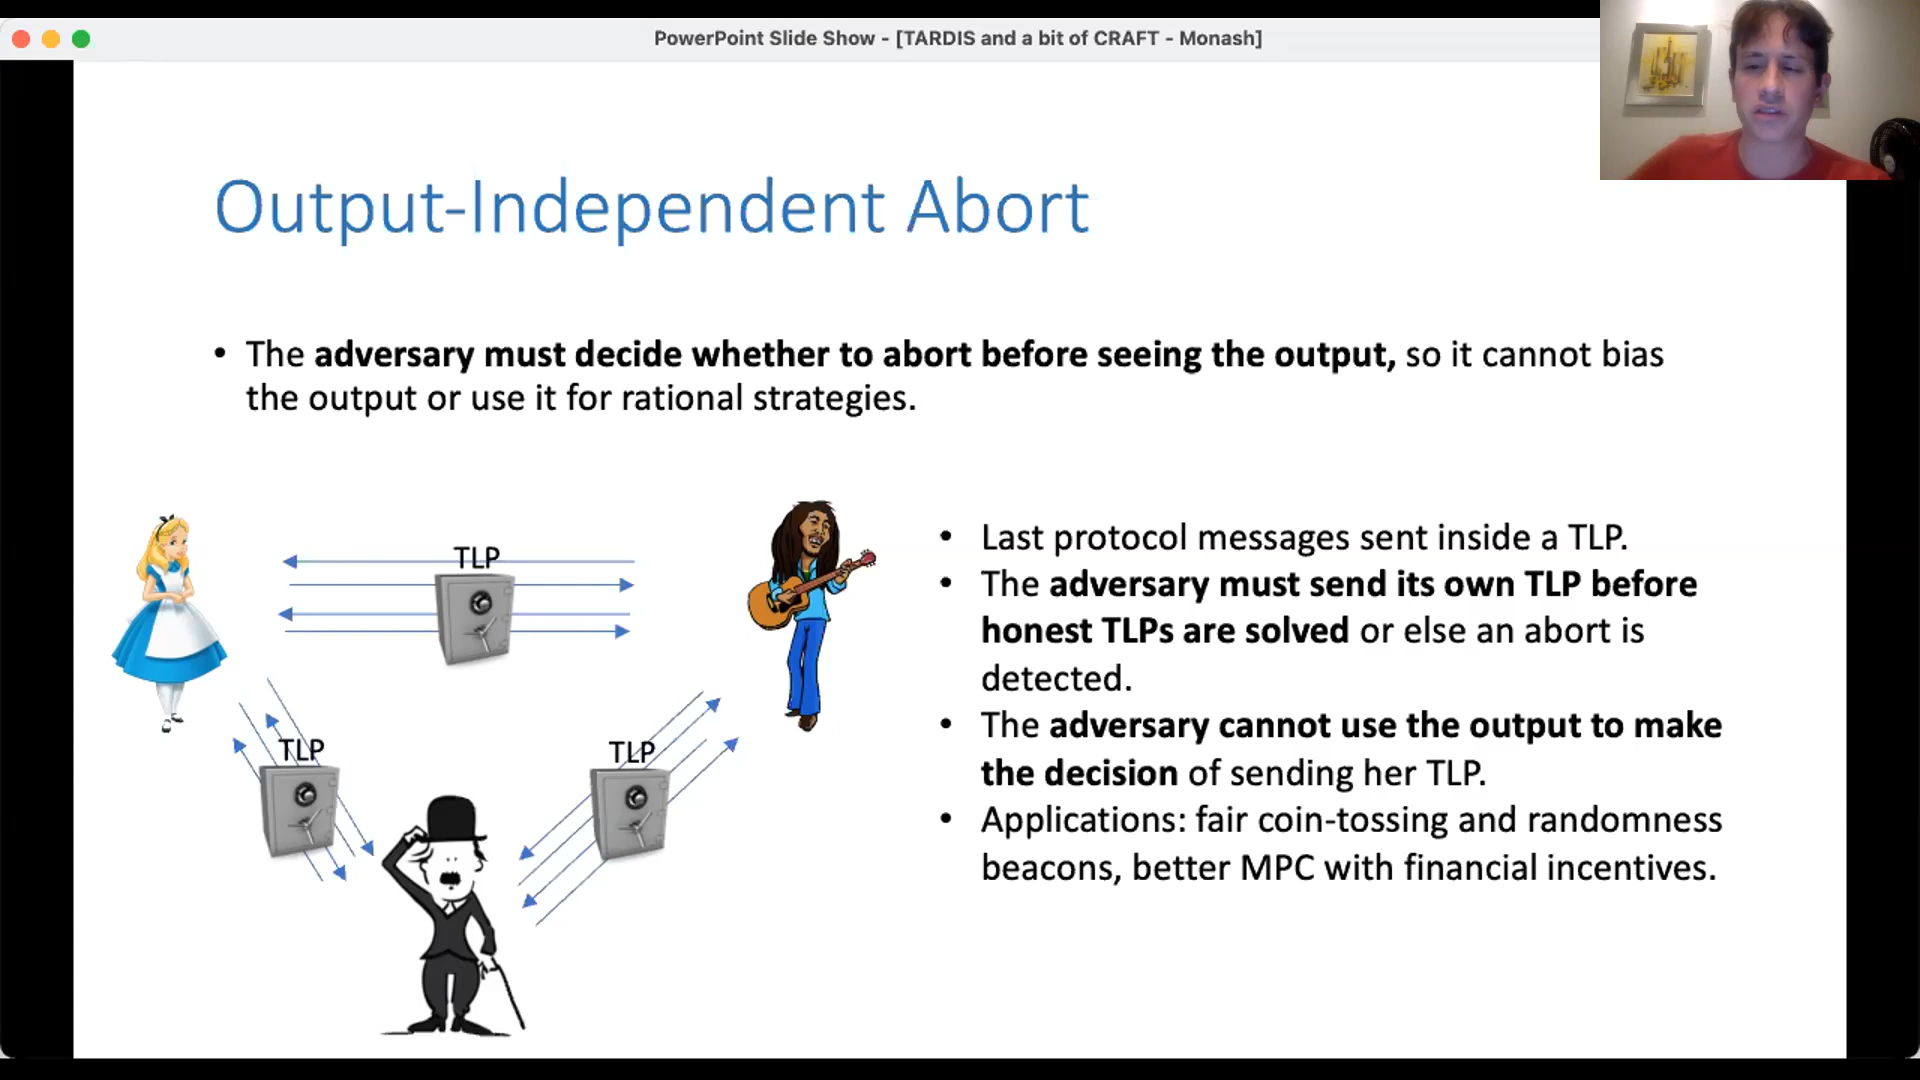 PowerPoint Slide Show - [TARDIS and a bit of CRAFT - Monash]
Output-Independent Abort
• The adversary must decide whether to abort before seeing the output, so it cannot bias
the output or use it for rational strategies.
TLP
TLP
TLP
• Last protocol messages sent inside a TLP.
• The adversary must send its own TLP before
honest TLPs are solved or else an abort is
detected.
• The adversary cannot use the output to make
the decision of sending her TLP.
• Applications: fair coin-tossing and randomness
beacons, better MPC with financial incentives.